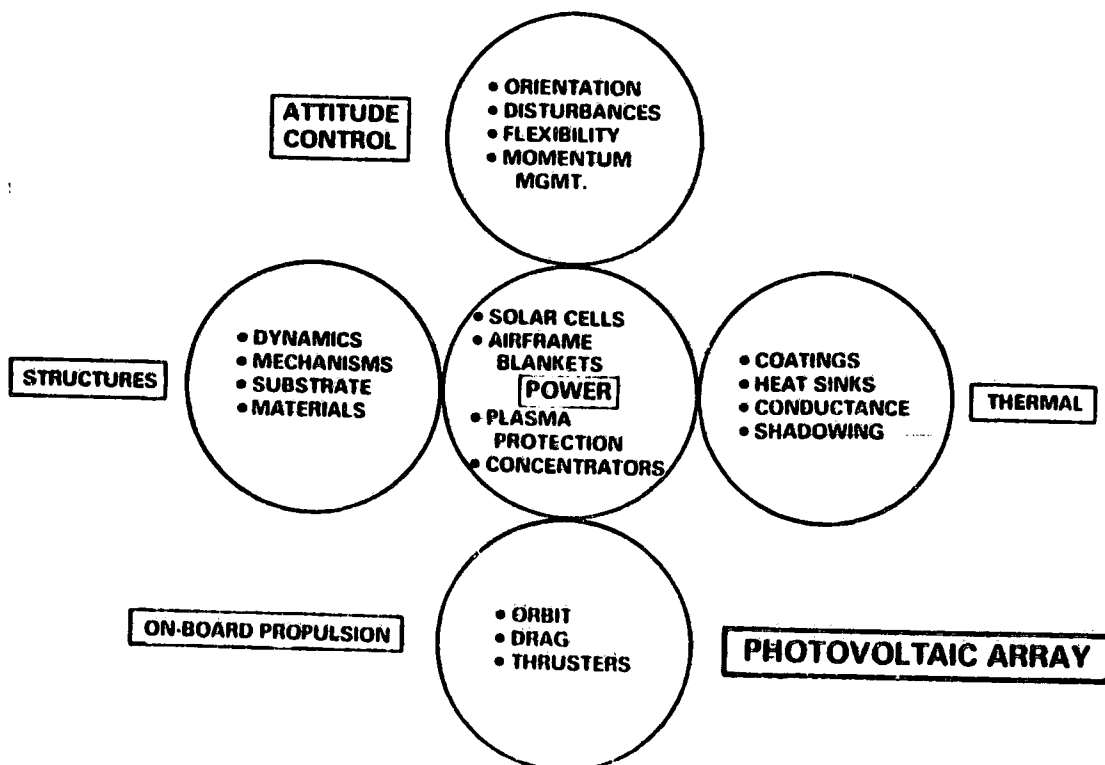 ATTITUDE
CONTROL
• ORIENTATION
• DISTURBANCES
• FLEXIBILITY
• MOMENTUM
MGMT.
STRUCTURES
• DYNAMICS
• MECHANISMS
• SUBSTRATE
• MATERIALS
• SOLAR CELLS
• AIRFRAME
BLANKETS
POWER
• PLASMA
PROTECTION
• CONCENTRATORS
• COATINGS
• HEAT SINKS
• CONDUCTANCE
• SHADOWING
THERMAL
ON-BOARD PROPULSION
• ORBIT
• DRAG
• THRUSTERS
PHOTOVOLTAIC ARRAY